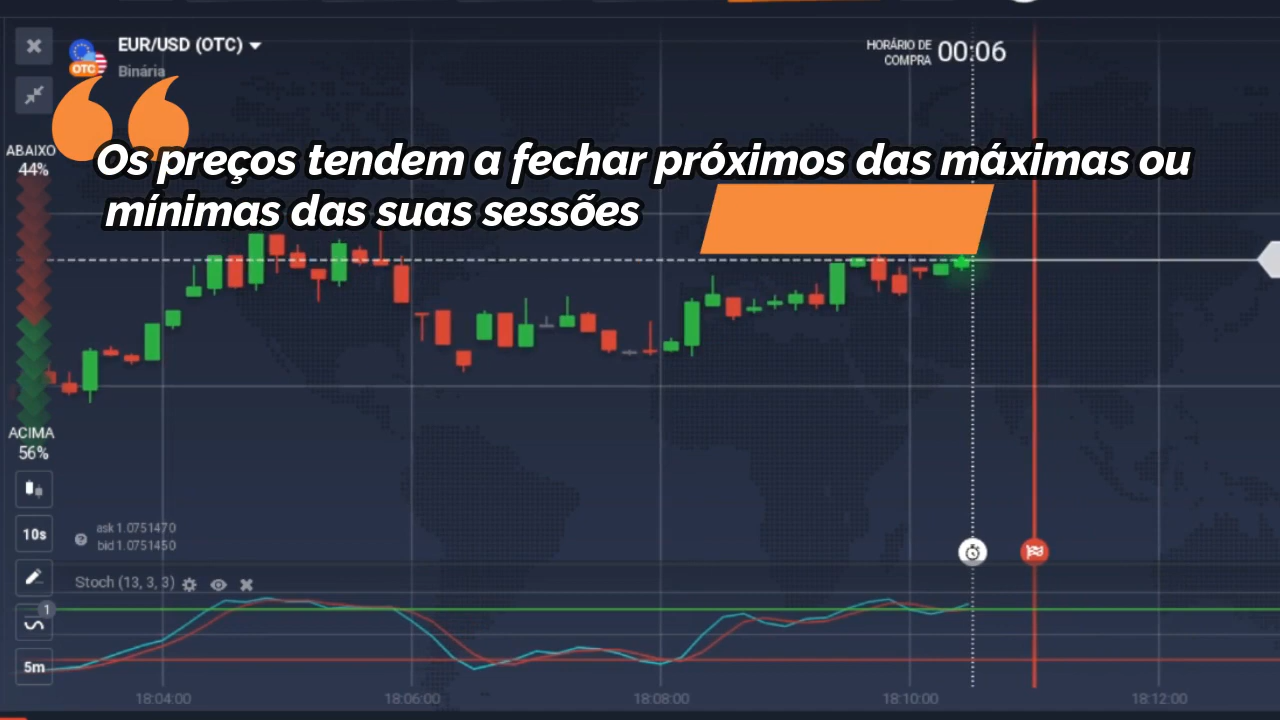 EUR/USD (OTC)
OTC
Binária
HORÁRIO DE
COMPRA
00:06
ABAIXO
44%
Os preços tendem a fechar próximos das máximas ou
mínimas das suas sessões
ACIMA
56%
10s
ask 1.0751470
bid 1.0751450
Stoch (13, 3, 3)
1
5m
18:04:00
18:06:00
18:08:00
18:10:00
18:12:00